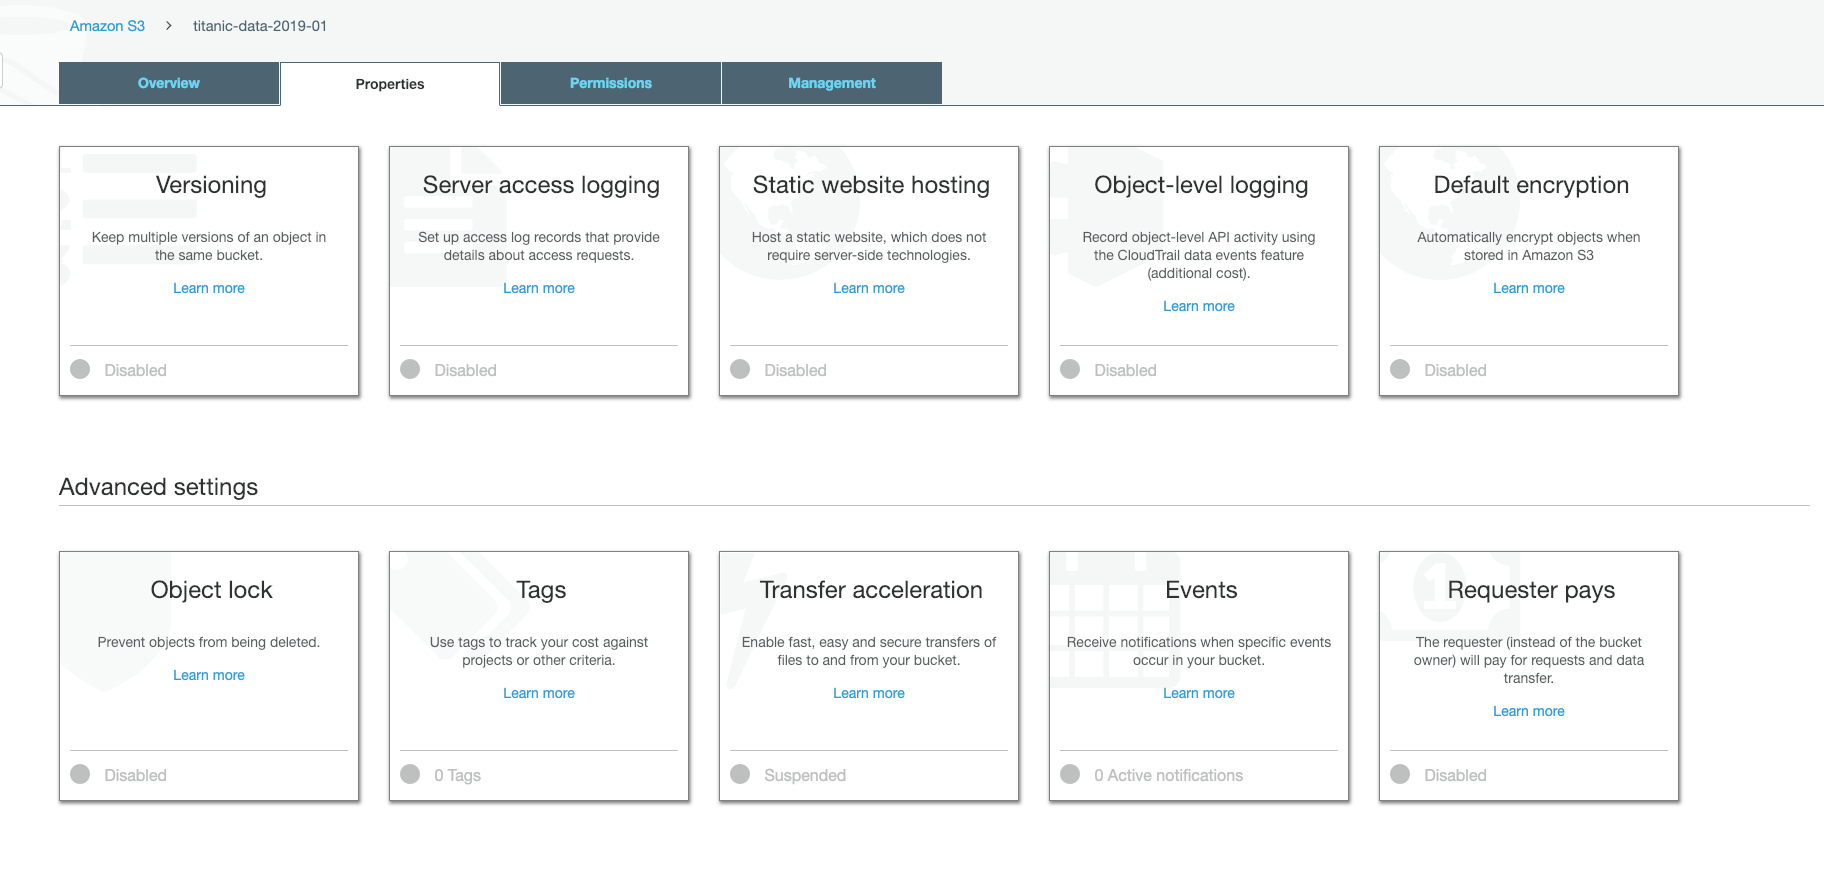 Amazon S3 > titanic-data-2019-01
Overview
Properties
Permissions
Management
Versioning
Keep multiple versions of an object in
the same bucket.
Learn more
Disabled
Server access logging
Set up access log records that provide
details about access requests.
Learn more
Disabled
Static website hosting
Host a static website, which does not
require server-side technologies.
Learn more
Disabled
Object-level logging
Record object-level API activity using
the CloudTrail data events feature
(additional cost).
Learn more
Disabled
Default encryption
Automatically encrypt objects when
stored in Amazon S3
Learn more
Disabled
Advanced settings
Object lock
Prevent objects from being deleted.
Learn more
Disabled
Tags
Use tags to track your cost against
projects or other criteria.
Learn more
0 Tags
Transfer acceleration
Enable fast, easy and secure transfers of
files to and from your bucket.
Learn more
Suspended
Events
Receive notifications when specific events
occur in your bucket.
Learn more
0 Active notifications
Requester pays
The requester (instead of the bucket
owner) will pay for requests and data
transfer.
Learn more
Disabled